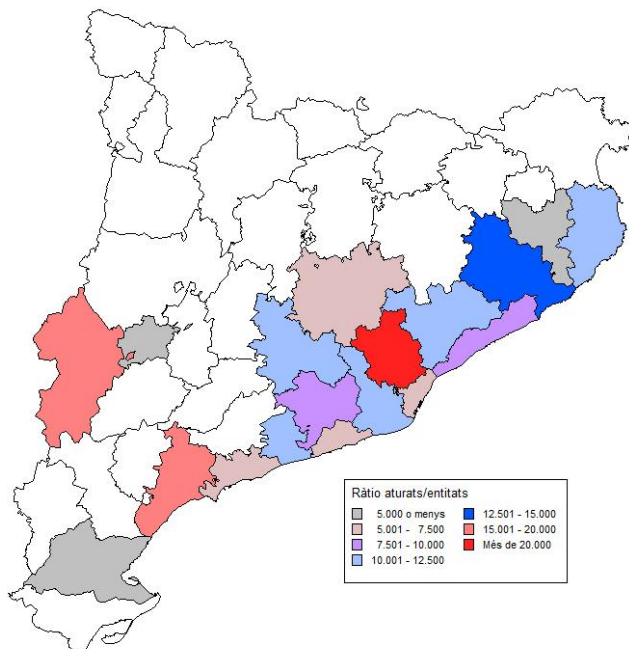 Ràtio aturats/entitats
5.000 o menys
5.001 - 7.500
7.501 - 10.000
10.001 - 12.500
12.501 - 15.000
15.001 - 20.000
Més de 20.000